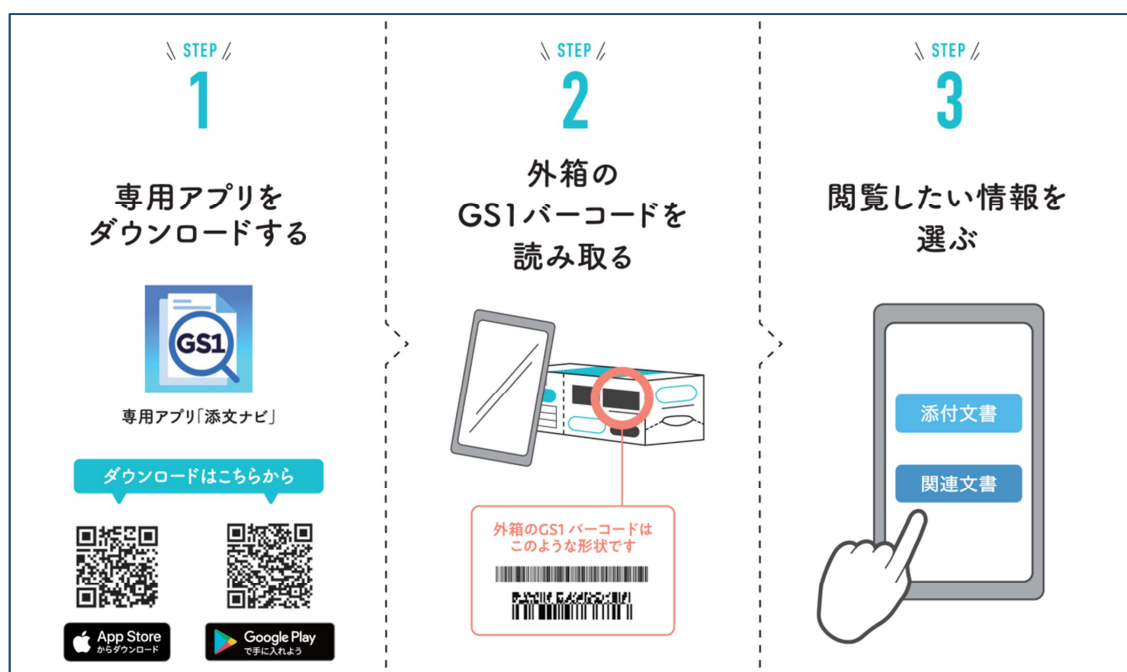 STEP
1
専用アプリを
ダウンロードする
GS1
専用アプリ「添文ナビ」
ダウンロードはこちらから
App Store
からダウンロード
Google Play
で手に入れよう
STEP
2
外箱の
GS1バーコードを
読み取る
外箱のGS1バーコードは
このような形状です
STEP
3
閲覧したい情報を
選ぶ
添付文書
関連文書